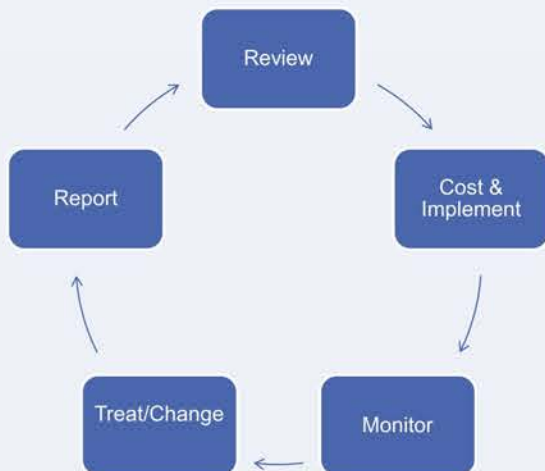 Review
Cost &
Implement
Monitor
Treat/Change
Report